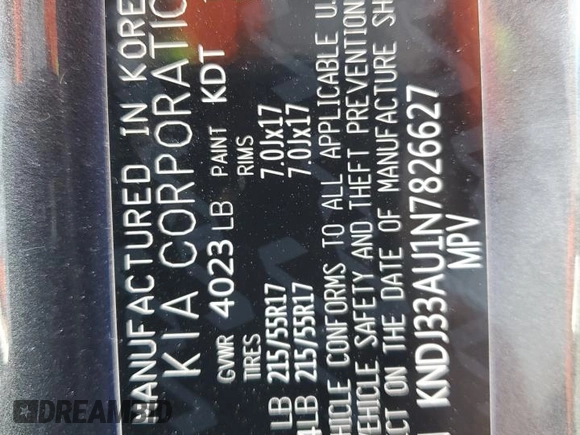 MANUFACTURED IN KORE
KIA CORPORATIO
GVWR 4023 LB PAINT KDT
TIRES RIMS
LB 215/55R17 7.0Jx17
LB 215/55R17 7.0Jx17
HICLE CONFORMS TO ALL APPLICABLE U.
VEHICLE SAFETY AND THEFT PREVENTION
CT ON THE DATE OF MANUFACTURE SH
KNDJ33AU1N7826627
MPV
DREAMBID